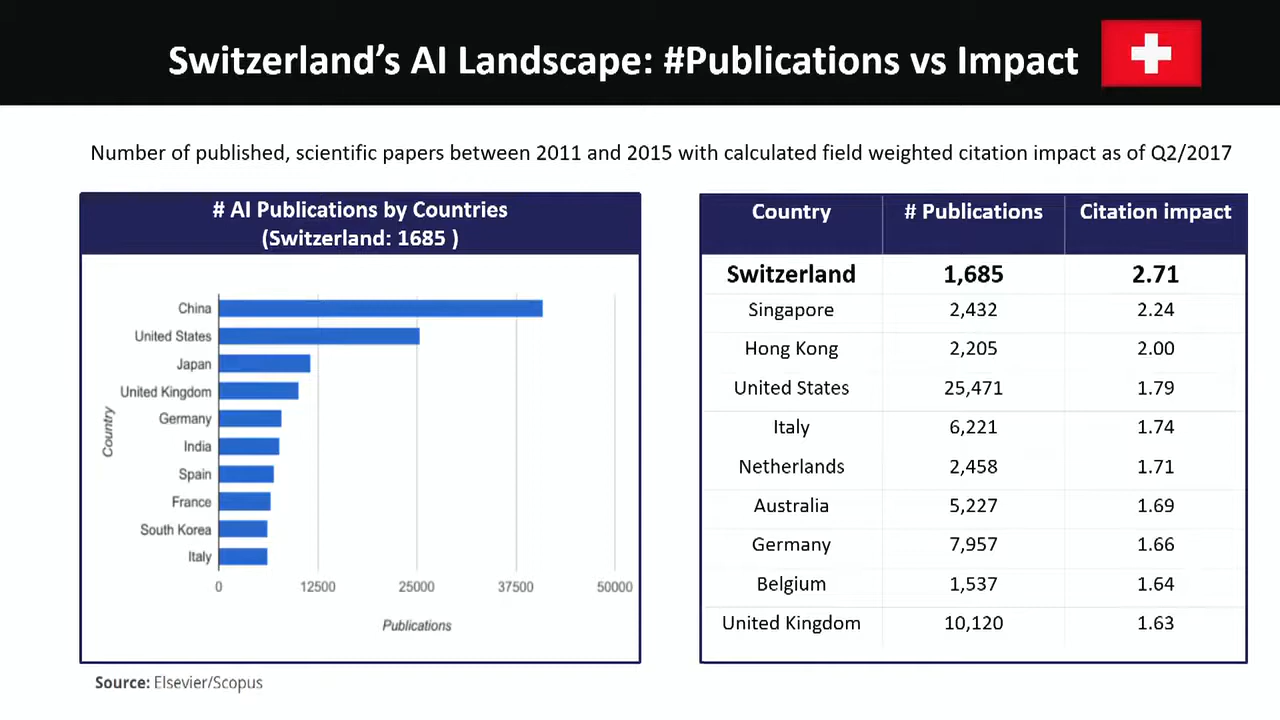 Switzerland's AI Landscape: #Publications vs Impact
Number of published, scientific papers between 2011 and 2015 with calculated field weighted citation impact as of Q2/2017
# AI Publications by Countries
(Switzerland: 1685 )
Country
China
United States
Japan
United Kingdom
Germany
India
Spain
France
South Korea
Italy
0 12500 25000 37500 50000
Publications
Country # Publications Citation impact
Switzerland 1,685 2.71
Singapore 2,432 2.24
Hong Kong 2,205 2.00
United States 25,471 1.79
Italy 6,221 1.74
Netherlands 2,458 1.71
Australia 5,227 1.69
Germany 7,957 1.66
Belgium 1,537 1.64
United Kingdom 10,120 1.63
Source: Elsevier/Scopus